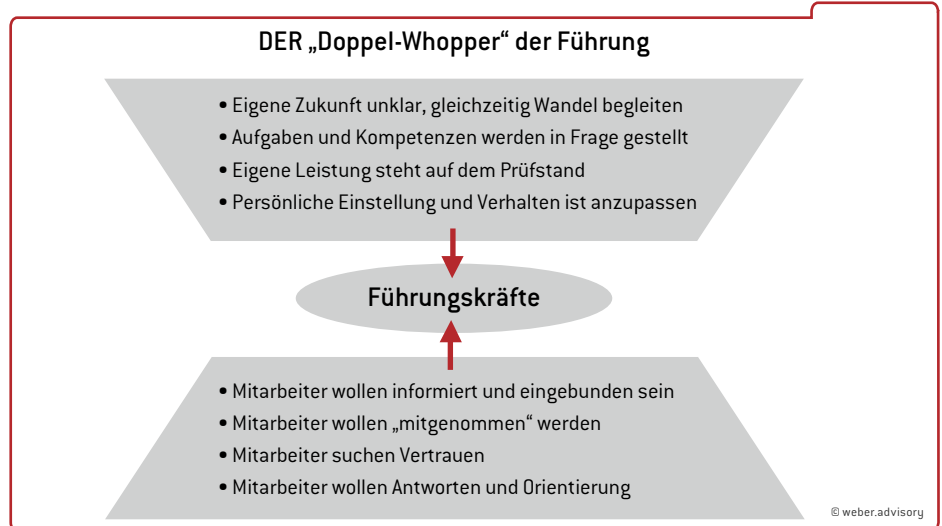 DER „Doppel-Whopper“ der Führung
• Eigene Zukunft unklar, gleichzeitig Wandel begleiten
• Aufgaben und Kompetenzen werden in Frage gestellt
• Eigene Leistung steht auf dem Prüfstand
• Persönliche Einstellung und Verhalten ist anzupassen
Führungskräfte
• Mitarbeiter wollen informiert und eingebunden sein
• Mitarbeiter wollen „mitgenommen“ werden
• Mitarbeiter suchen Vertrauen
• Mitarbeiter wollen Antworten und Orientierung
© weber.advisory